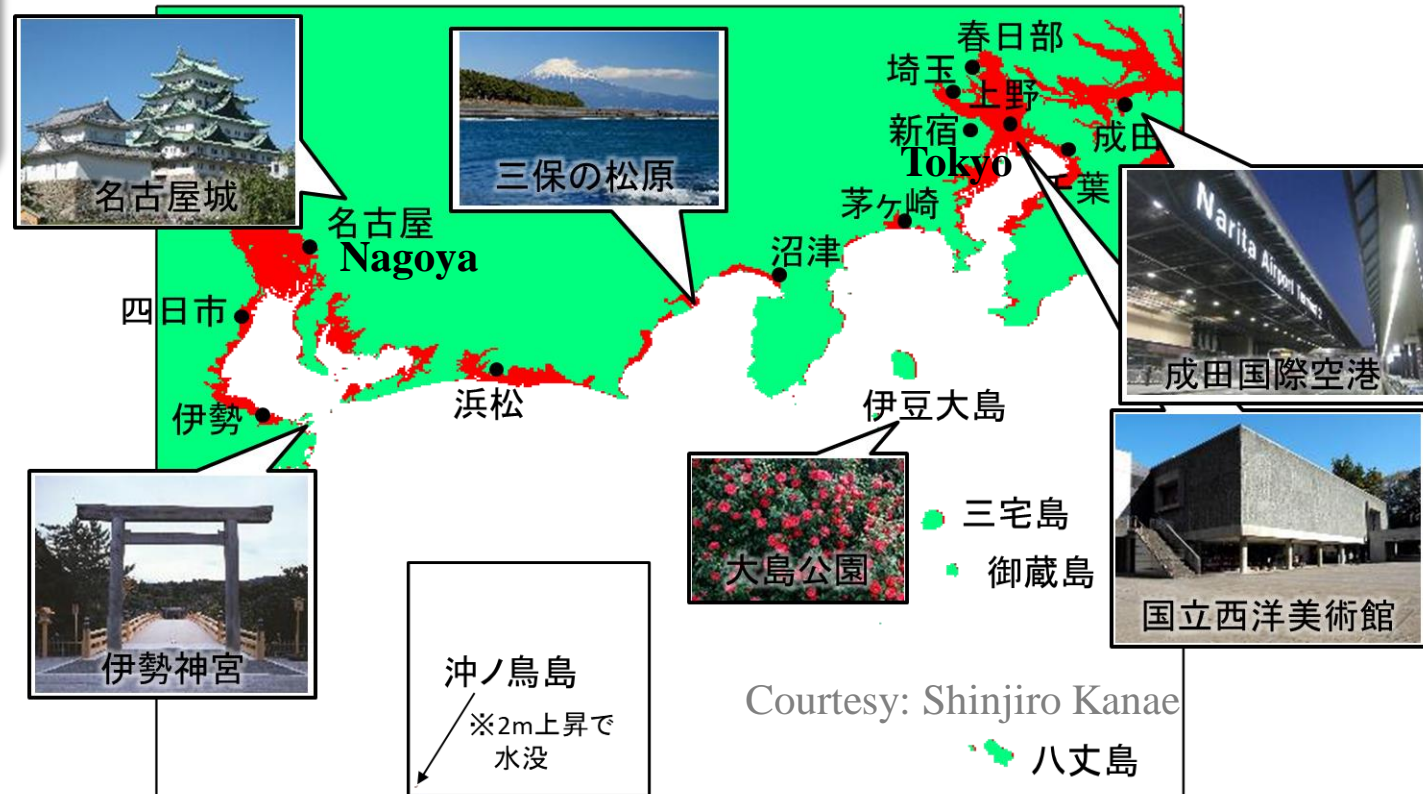 名古屋城
三保の松原
春日部
埼玉
上野
新宿
Tokyo
成田
千葉
茅ヶ崎
Narita Airport Terminal 2
成田国際空港
名古屋
Nagoya
沼津
四日市
浜松
伊勢
伊豆大島
伊勢神宮
大島公園
三宅島
御蔵島
国立西洋美術館
沖ノ鳥島
※2m上昇で
水没
Courtesy: Shinjiro Kanae
八丈島